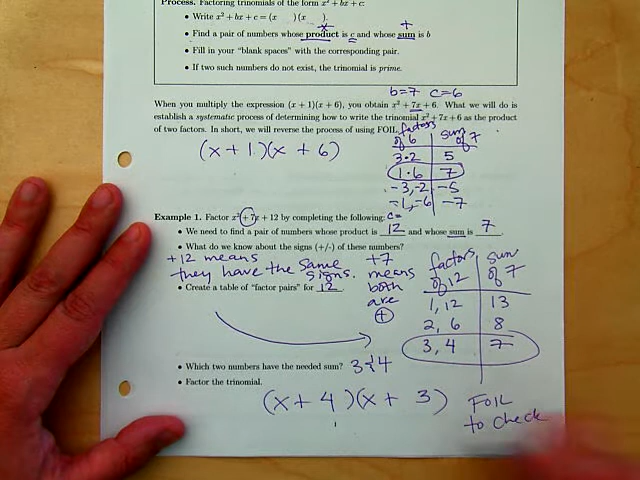 Process. Factoring trinomials of the form x² + bx + c:
• Write x² + bx + c = (x    )(x    ).
x +
• Find a pair of numbers whose product is c and whose sum is b
• Fill in your "blank spaces" with the corresponding pair.
• If two such numbers do not exist, the trinomial is prime.
b=7 c=6
When you multiply the expression (x + 1)(x + 6), you obtain x² + 7x + 6. What we will do is
establish a systematic process of determining how to write the trinomial x² + 7x + 6 as the product
of two factors. In short, we will reverse the process of using FOIL.
(x + 1)(x + 6)
factors of 6 | sum of 7
3·2 | 5
1·6 | 7
-3,-2 | -5
-1,-6 | -7
Example 1. Factor x² + 7x + 12 by completing the following:
c=
• We need to find a pair of numbers whose product is 12 and whose sum is 7.
• What do we know about the signs (+/-) of these numbers?
+12 means
they have the same
signs.
+7
means
both
are
+
• Create a table of "factor pairs" for 12.
factors of 12 | sum of 7
1, 12 | 13
2, 6 | 8
3, 4 | 7
• Which two numbers have the needed sum? 3 & 4
• Factor the trinomial.
(x + 4)(x + 3)
FOIL
to check
1